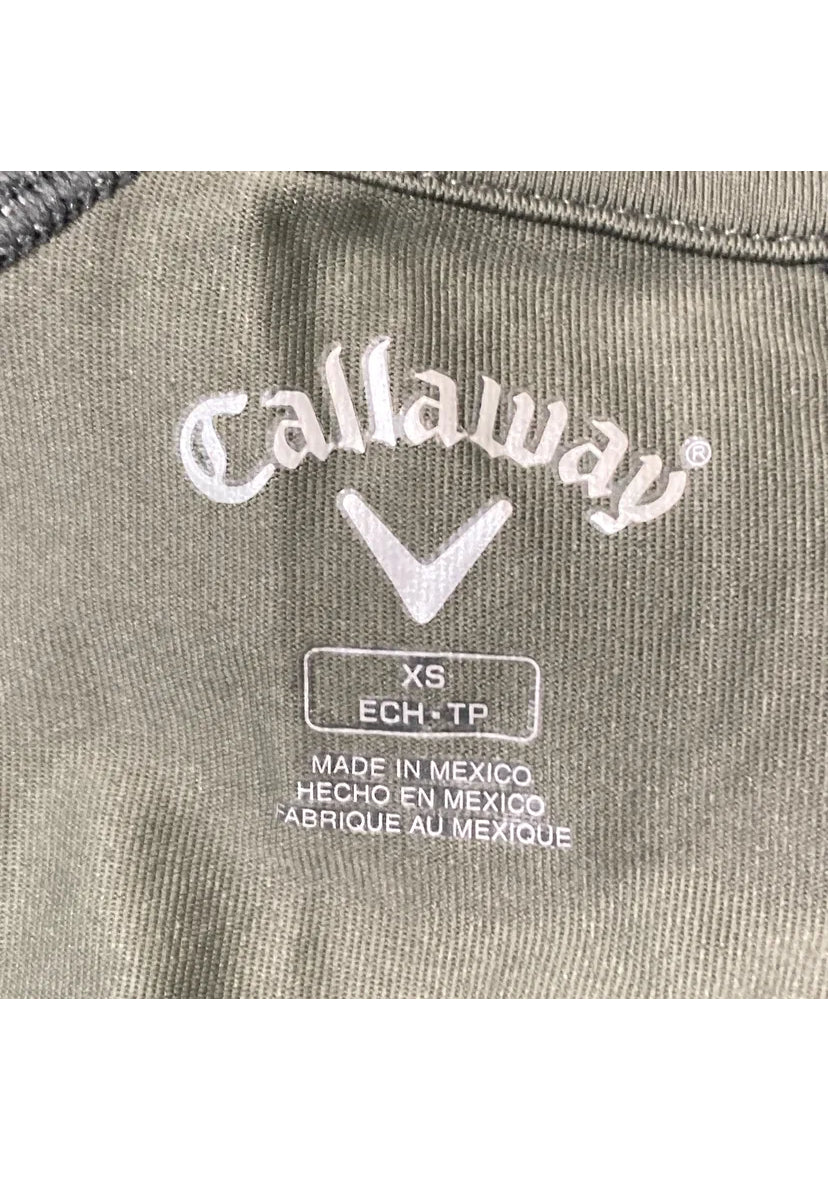 Callaway®
XS
ECH·TP
MADE IN MEXICO
HECHO EN MEXICO
FABRIQUE AU MEXIQUE